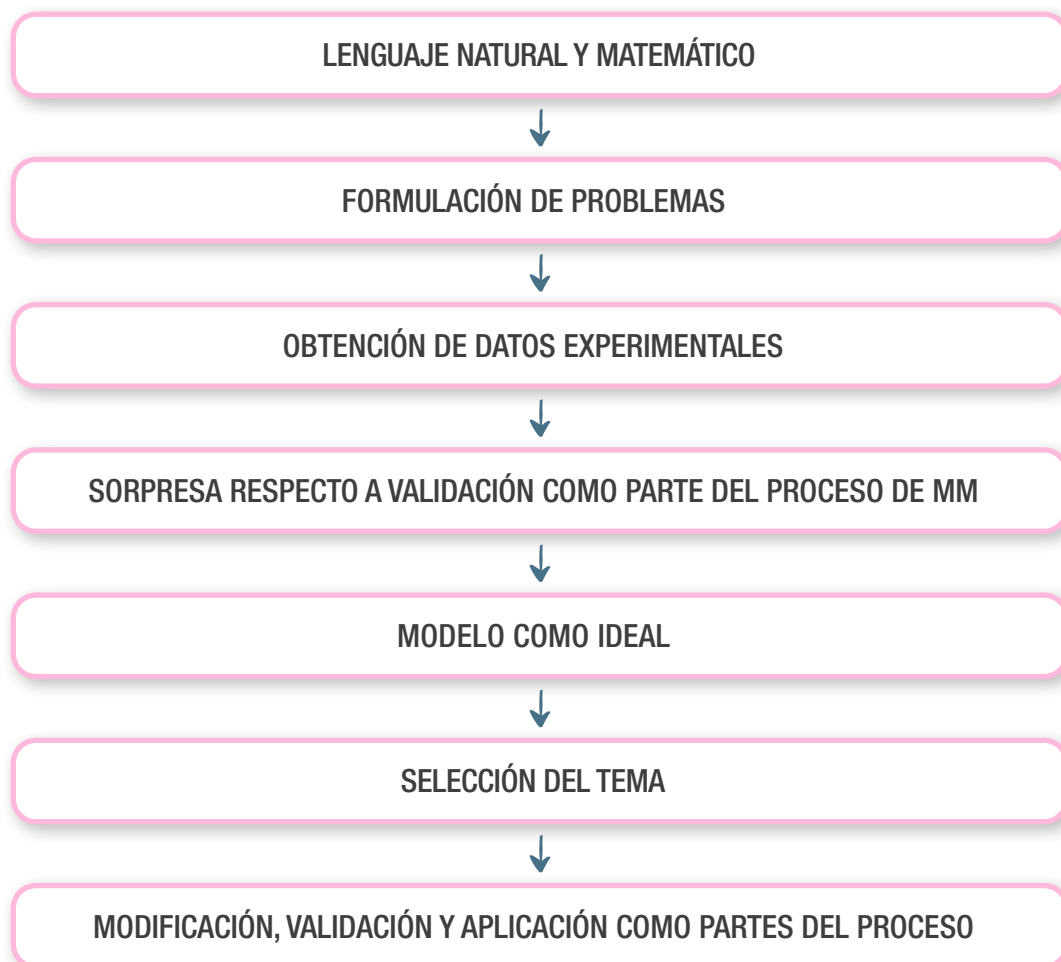 LENGUAJE NATURAL Y MATEMÁTICO
FORMULACIÓN DE PROBLEMAS
OBTENCIÓN DE DATOS EXPERIMENTALES
SORPRESA RESPECTO A VALIDACIÓN COMO PARTE DEL PROCESO DE MM
MODELO COMO IDEAL
SELECCIÓN DEL TEMA
MODIFICACIÓN, VALIDACIÓN Y APLICACIÓN COMO PARTES DEL PROCESO